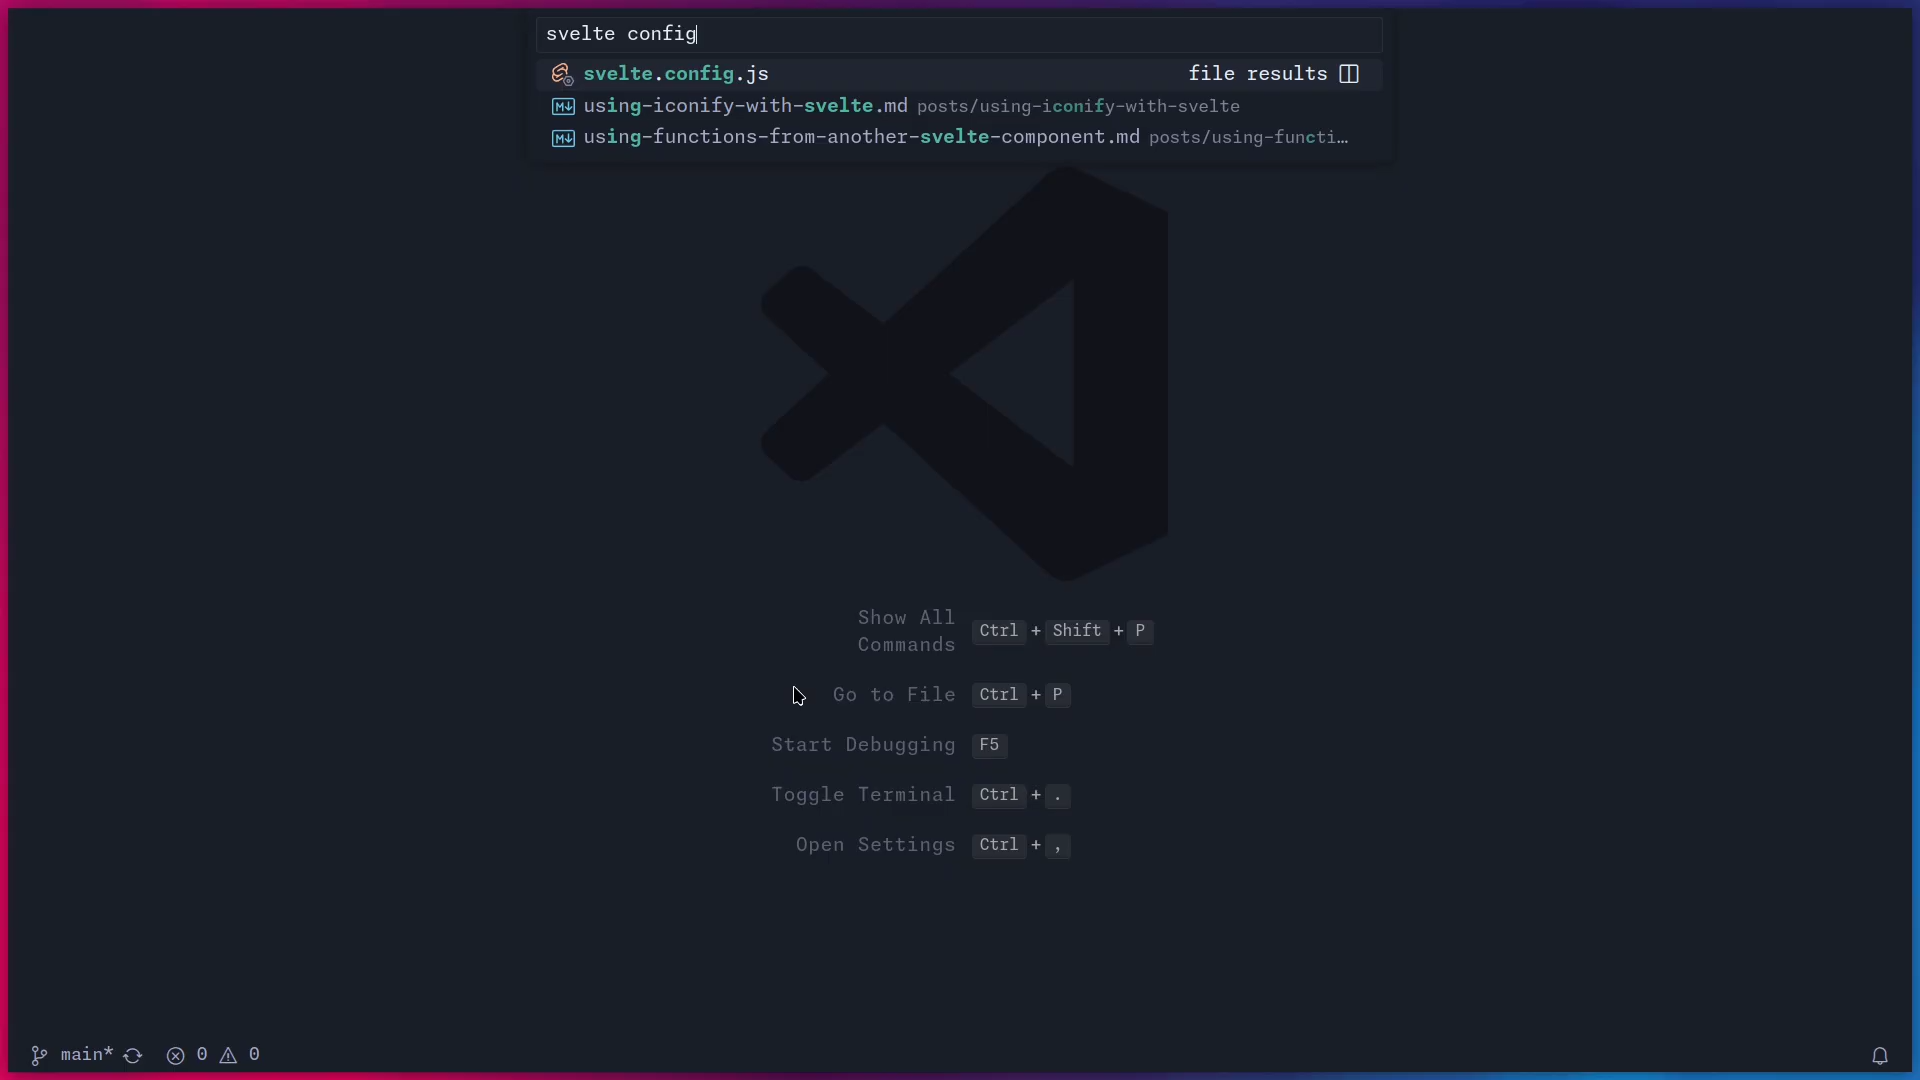 svelte config
svelte.config.js file results
using-iconify-with-svelte.md posts/using-iconify-with-svelte
using-functions-from-another-svelte-component.md posts/using-functi…
Show All
Commands Ctrl + Shift + P
Go to File Ctrl + P
Start Debugging F5
Toggle Terminal Ctrl + .
Open Settings Ctrl + ,
main* 0 0